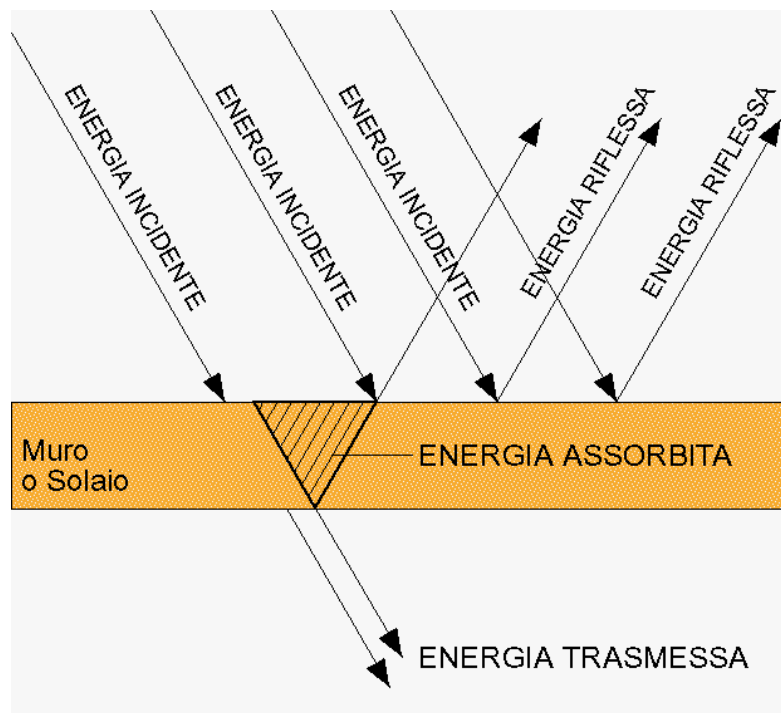 ENERGIA INCIDENTE
ENERGIA INCIDENTE
ENERGIA INCIDENTE
ENERGIA RIFLESSA
ENERGIA RIFLESSA
Muro
o Solaio
ENERGIA ASSORBITA
ENERGIA TRASMESSA